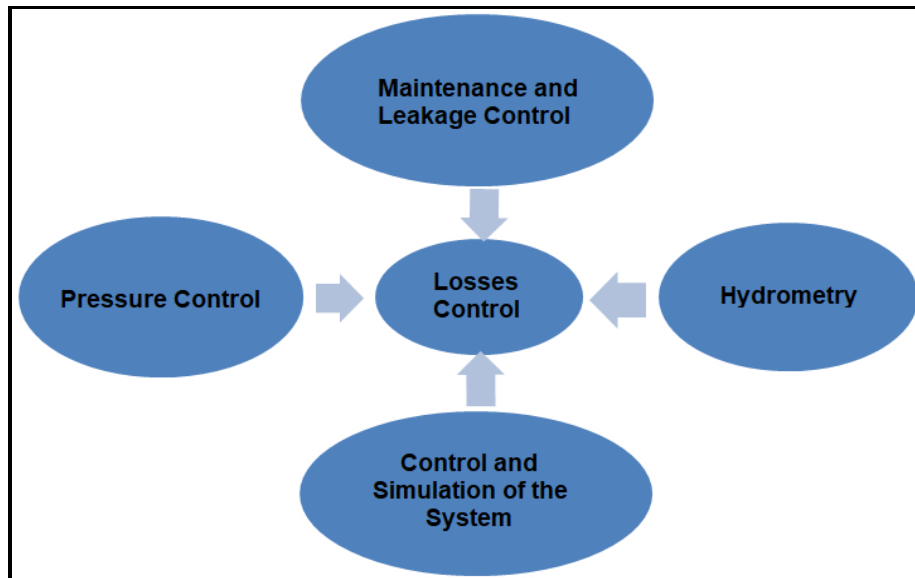 Maintenance and
Leakage Control
Pressure Control
Losses
Control
Hydrometry
Control and
Simulation of the
System